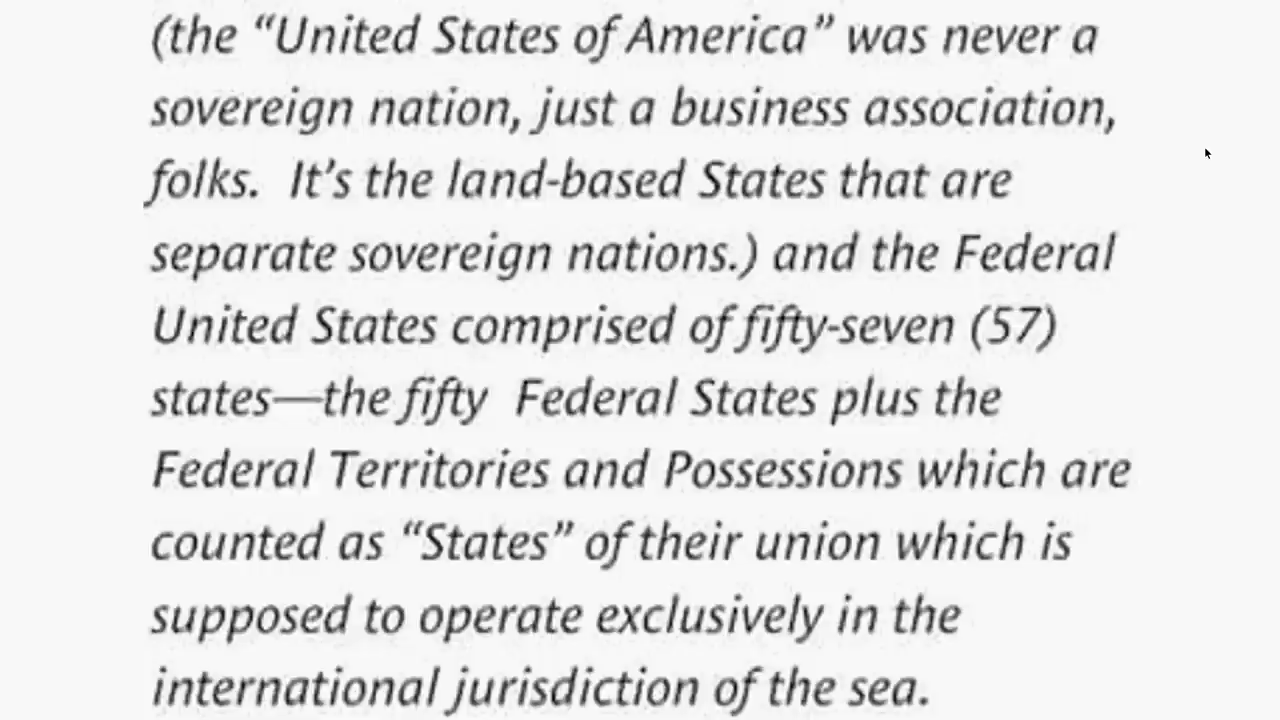 (the “United States of America” was never a
sovereign nation, just a business association,
folks.  It’s the land-based States that are
separate sovereign nations.) and the Federal
United States comprised of fifty-seven (57)
states—the fifty  Federal States plus the
Federal Territories and Possessions which are
counted as “States” of their union which is
supposed to operate exclusively in the
international jurisdiction of the sea.